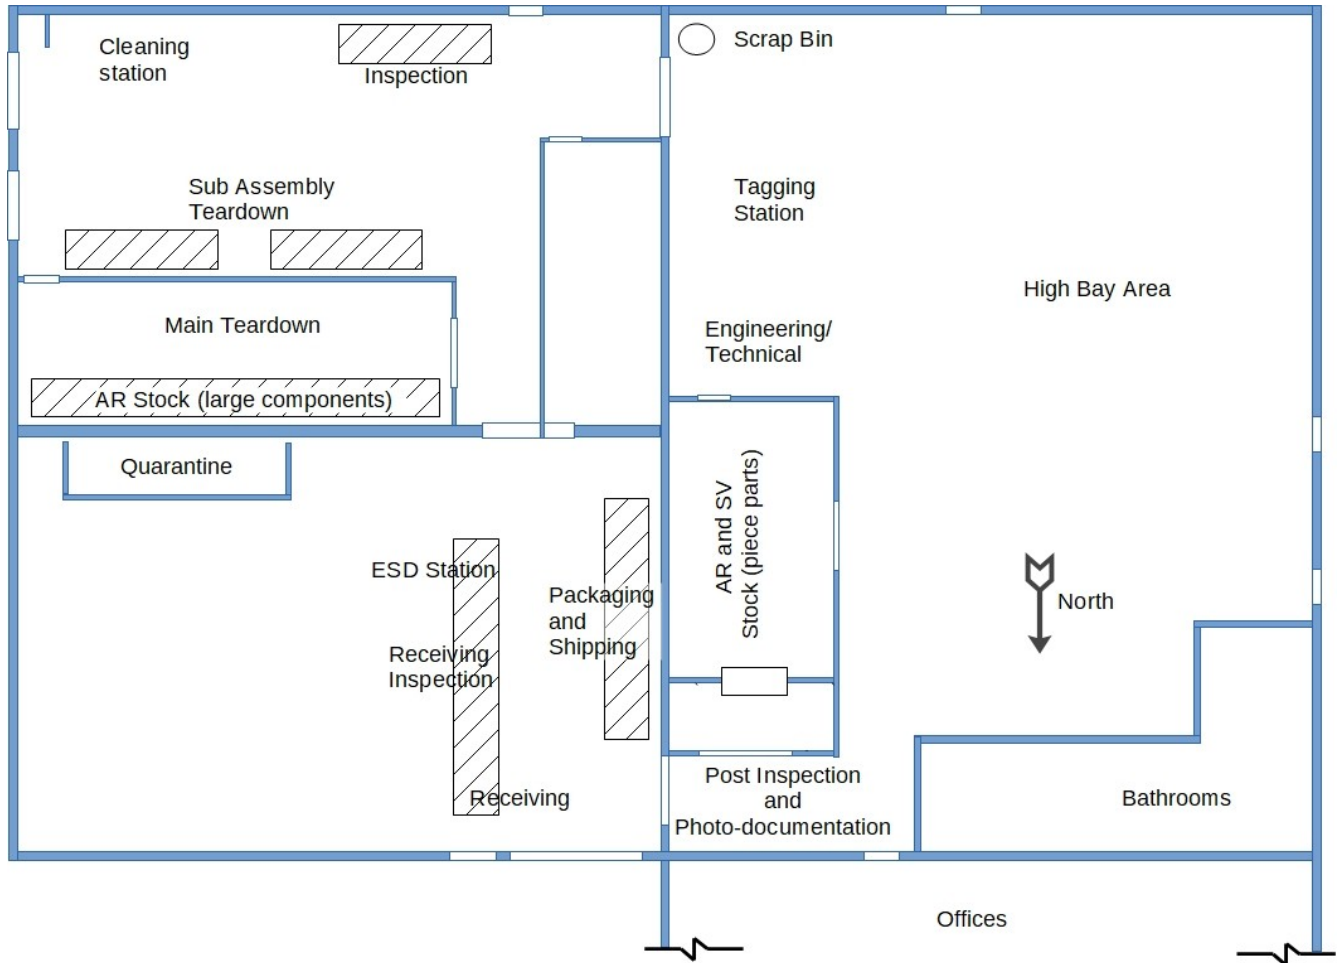 Cleaning
station
Inspection
Scrap Bin
Sub Assembly
Teardown
Tagging
Station
High Bay Area
Main Teardown
Engineering/
Technical
AR Stock (large components)
Quarantine
AR and SV
Stock (piece parts)
ESD Station
Packaging
and
Shipping
North
Receiving
Inspection
Receiving
Post Inspection
and
Photo-documentation
Bathrooms
Offices